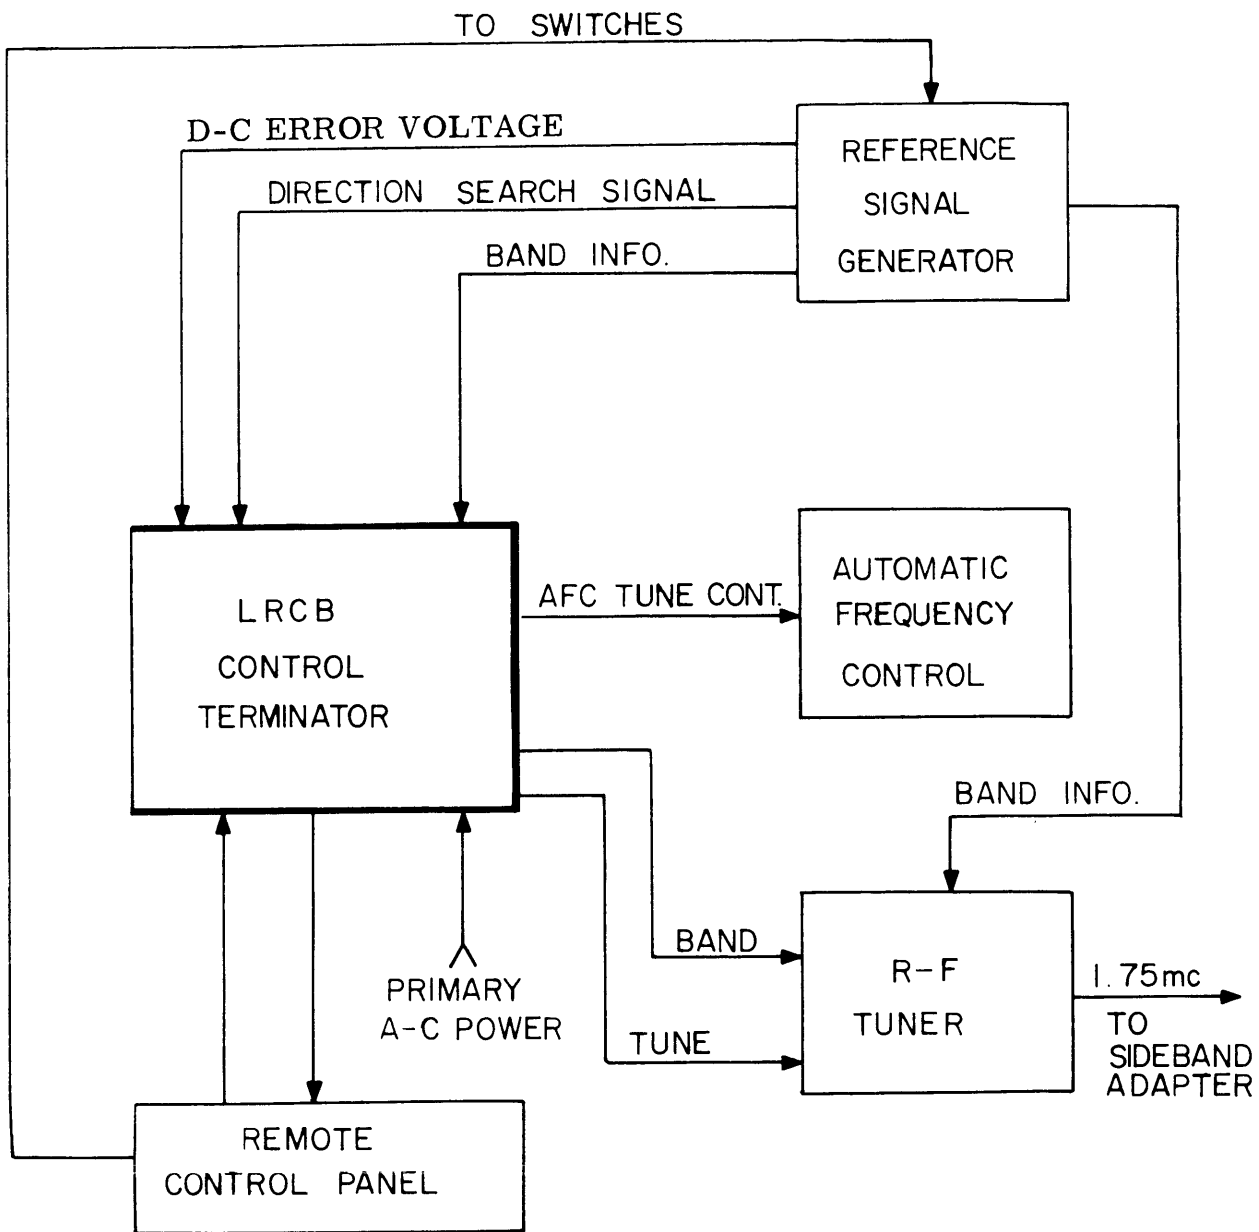 TO SWITCHES
D-C ERROR VOLTAGE
DIRECTION SEARCH SIGNAL
BAND INFO.
REFERENCE
SIGNAL
GENERATOR
LRCB
CONTROL
TERMINATOR
AFC TUNE CONT.
AUTOMATIC
FREQUENCY
CONTROL
BAND INFO.
BAND
TUNE
R-F
TUNER
1.75mc
TO
SIDEBAND
ADAPTER
PRIMARY
A-C POWER
REMOTE
CONTROL PANEL